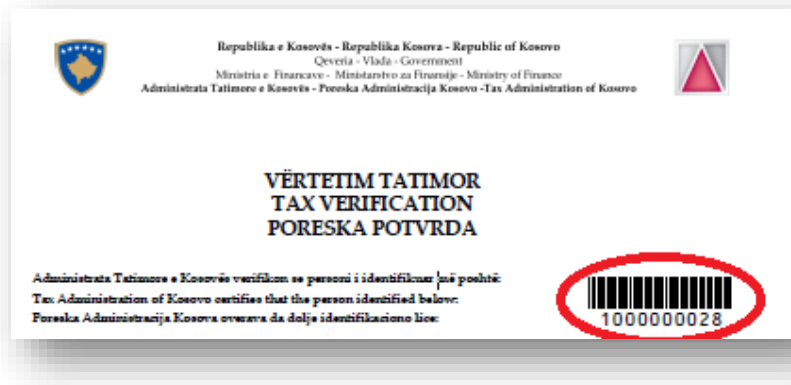 Republika e Kosovës - Republika Kosova - Republic of Kosovo
Qeveria - Vlada - Government
Ministria e Financave - Ministarstvo za Finansije - Ministry of Finance
Administrata Tatimore e Kosovës - Poreska Administracija Kosovo -Tax Administration of Kosovo
VËRTETIM TATIMOR
TAX VERIFICATION
PORESKA POTVRDA
Administrata Tatimore e Kosovës verifikon se personi i identifikuar më poshtë:
Tax Administration of Kosovo certifies that the person identified below:
Poreska Administracija Kosova overava da dolje identifikaciono lice:
1000000028